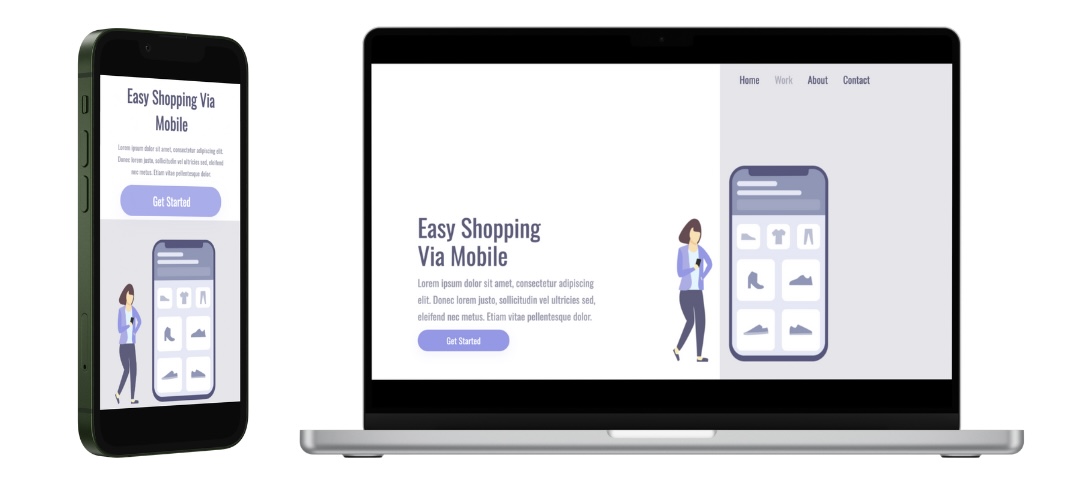 Easy Shopping Via
Mobile
Lorem ipsum dolor sit amet, consectetur adipiscing elit.
Donec lorem justo, sollicitudin vel ultricies sed, eleifend
nec metus. Etiam vitae pellentesque dolor.
Get Started
Home Work About Contact
Easy Shopping
Via Mobile
Lorem ipsum dolor sit amet, consectetur adipiscing
elit. Donec lorem justo, sollicitudin vel ultricies sed,
eleifend nec metus. Etiam vitae pellentesque dolor.
Get Started